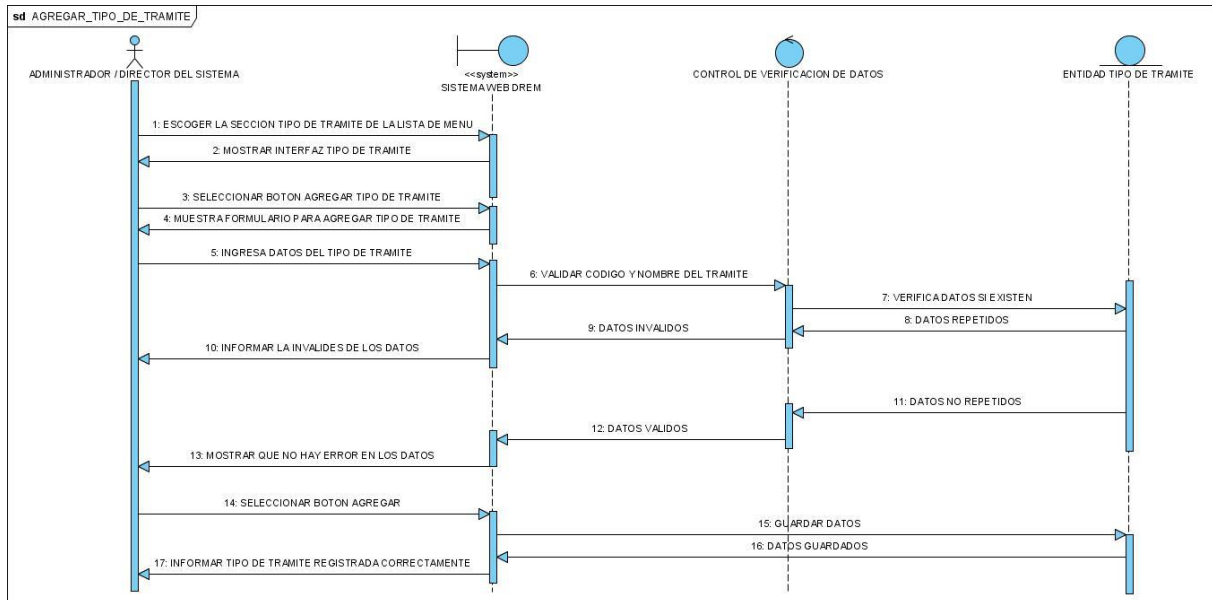 sd AGREGAR_TIPO_DE_TRAMITE
ADMINISTRADOR / DIRECTOR DEL SISTEMA
<<system>>
SISTEMA WEB DREM
CONTROL DE VERIFICACION DE DATOS
ENTIDAD TIPO DE TRAMITE
1: ESCOGER LA SECCION TIPO DE TRAMITE DE LA LISTA DE MENU
2: MOSTRAR INTERFAZ TIPO DE TRAMITE
3: SELECCIONAR BOTON AGREGAR TIPO DE TRAMITE
4: MUESTRA FORMULARIO PARA AGREGAR TIPO DE TRAMITE
5: INGRESA DATOS DEL TIPO DE TRAMITE
6: VALIDAR CODIGO Y NOMBRE DEL TRAMITE
7: VERIFICA DATOS SI EXISTEN
8: DATOS REPETIDOS
9: DATOS INVALIDOS
10: INFORMAR LA INVALIDES DE LOS DATOS
11: DATOS NO REPETIDOS
12: DATOS VALIDOS
13: MOSTRAR QUE NO HAY ERROR EN LOS DATOS
14: SELECCIONAR BOTON AGREGAR
15: GUARDAR DATOS
16: DATOS GUARDADOS
17: INFORMAR TIPO DE TRAMITE REGISTRADA CORRECTAMENTE